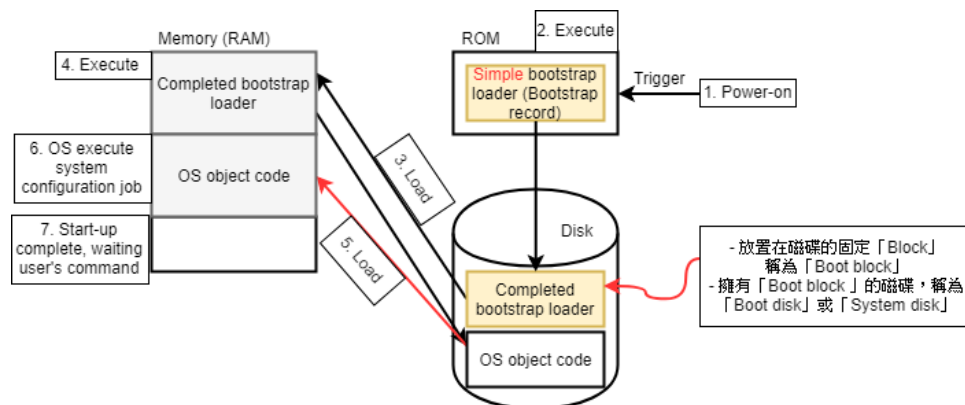 Memory (RAM)
4. Execute
Completed bootstrap
loader
6. OS execute
system
configuration job
OS object code
7. Start-up
complete, waiting
user's command
ROM
2. Execute
Simple bootstrap
loader (Bootstrap
record)
Trigger
1. Power-on
3. Load
5. Load
Disk
Completed
bootstrap loader
OS object code
- 放置在磁碟的固定「Block」
稱為「Boot block」
- 擁有「Boot block」的磁碟，稱為
「Boot disk」或「System disk」